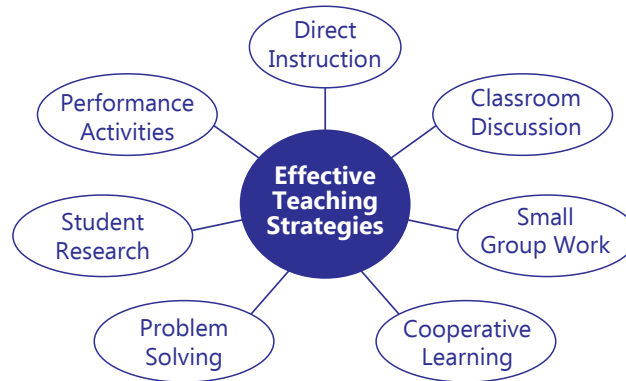 Direct
Instruction
Classroom
Discussion
Small
Group Work
Cooperative
Learning
Problem
Solving
Student
Research
Performance
Activities
Effective
Teaching
Strategies